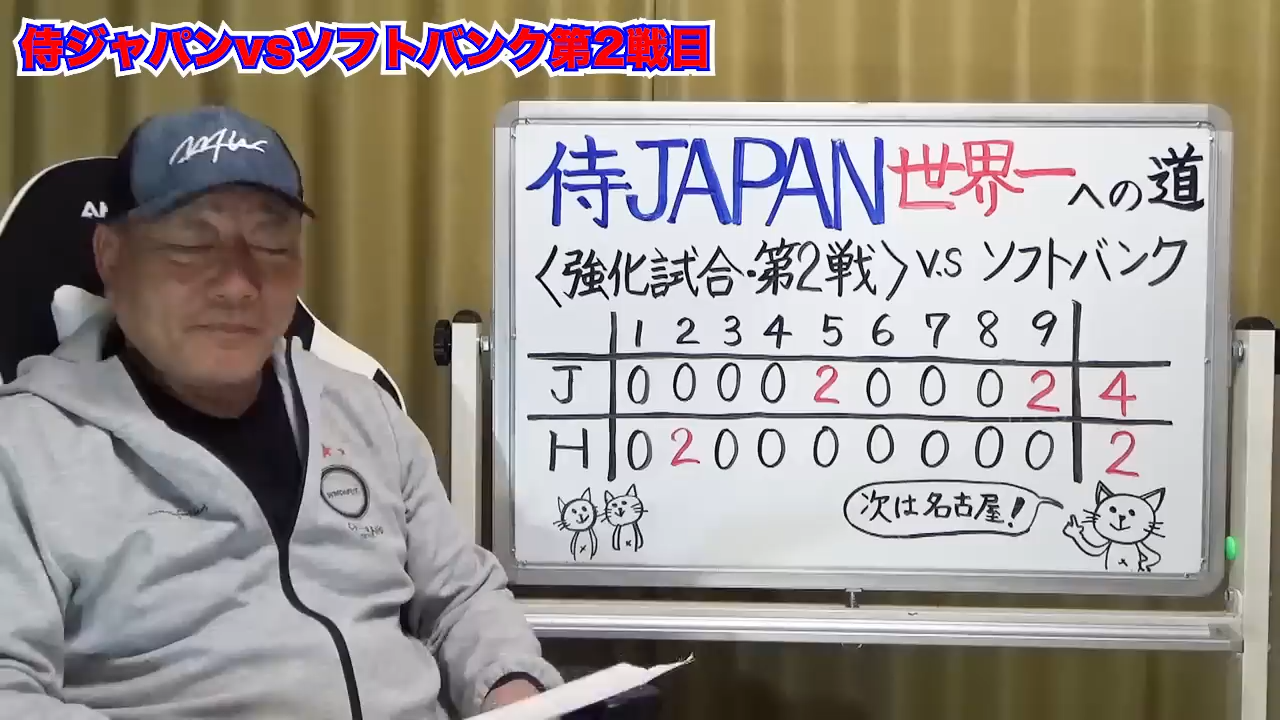 侍ジャパンvsソフトバンク第2戦目
侍JAPAN世界一への道
〈強化試合・第2戦〉v.s ソフトバンク
1 2 3 4 5 6 7 8 9
J 0 0 0 0 2 0 0 0 2 4
H 0 2 0 0 0 0 0 0 0 2
次は名古屋!
AN